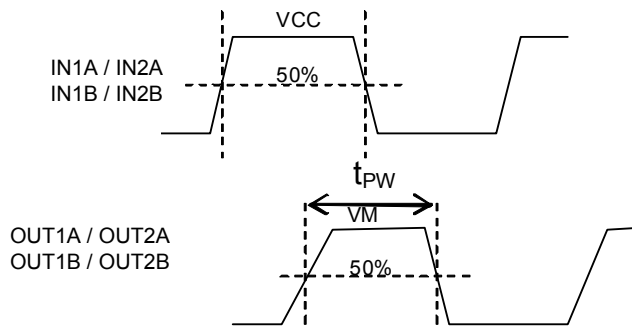 VCC
IN1A / IN2A
IN1B / IN2B
50%
tPW
VM
OUT1A / OUT2A
OUT1B / OUT2B
50%